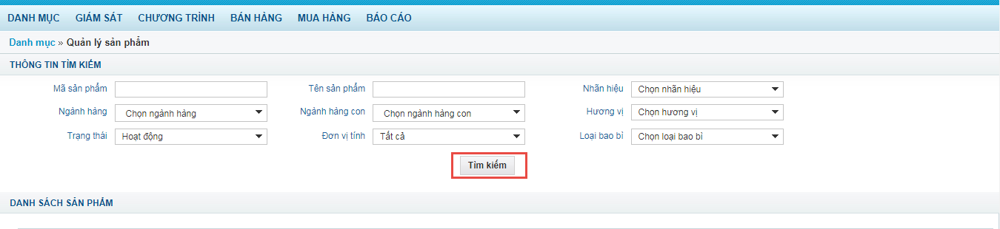 DANH MỤC GIÁM SÁT CHƯƠNG TRÌNH BÁN HÀNG MUA HÀNG BÁO CÁO
Danh mục » Quản lý sản phẩm
THÔNG TIN TÌM KIẾM
Mã sản phẩm Tên sản phẩm Nhãn hiệu Chọn nhãn hiệu
Ngành hàng Chọn ngành hàng Ngành hàng con Chọn ngành hàng con Hương vị Chọn hương vị
Trạng thái Hoạt động Đơn vị tính Tất cả Loại bao bì Chọn loại bao bì
Tìm kiếm
DANH SÁCH SẢN PHẨM